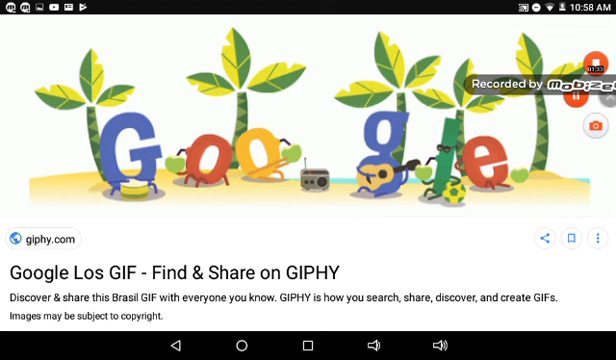 10:58 AM
Google
01:33
Recorded by
giphy.com
Google Los GIF - Find & Share on GIPHY
Discover & share this Brasil GIF with everyone you know. GIPHY is how you search, share, discover, and create GIFs.
Images may be subject to copyright.